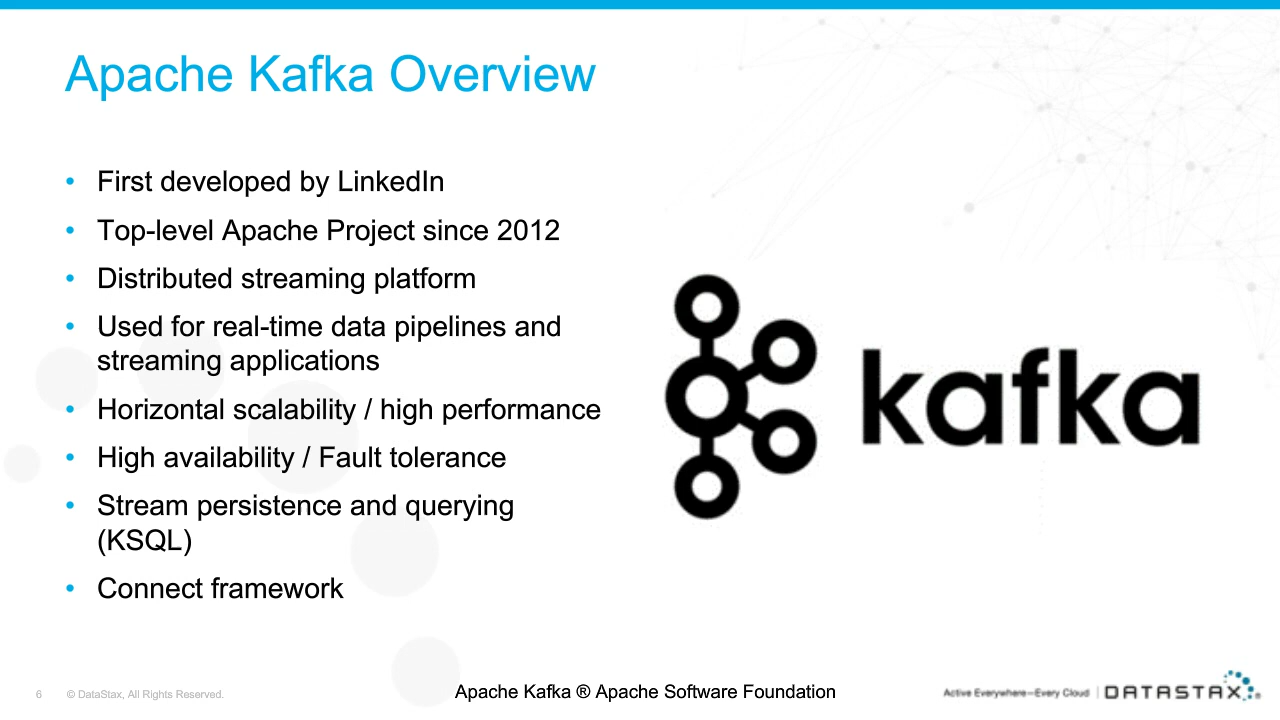 Apache Kafka Overview
• First developed by LinkedIn
• Top-level Apache Project since 2012
• Distributed streaming platform
• Used for real-time data pipelines and
streaming applications
• Horizontal scalability / high performance
• High availability / Fault tolerance
• Stream persistence and querying
(KSQL)
• Connect framework
kafka
6 © DataStax, All Rights Reserved.
Apache Kafka ® Apache Software Foundation
Active Everywhere—Every Cloud | DATASTAX®